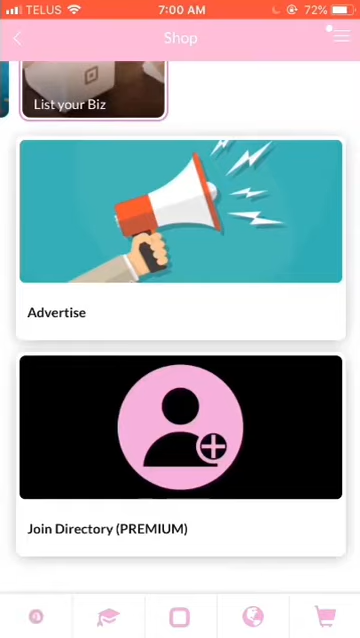 TELUS
7:00 AM
72%
Shop
List your Biz
Advertise
Join Directory (PREMIUM)